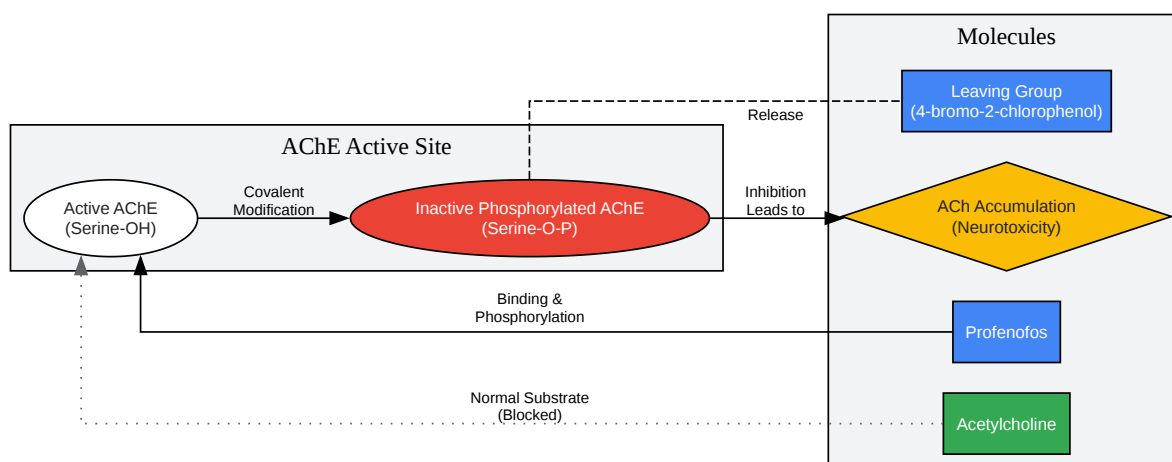 Molecules
Leaving Group
(4-bromo-2-chlorophenol)
Release
AChE Active Site
Active AChE
(Serine-OH)
Covalent
Modification
Inactive Phosphorylated AChE
(Serine-O-P)
Inhibition
Leads to
ACh Accumulation
(Neurotoxicity)
Binding &
Phosphorylation
Profenofos
Normal Substrate
(Blocked)
Acetylcholine